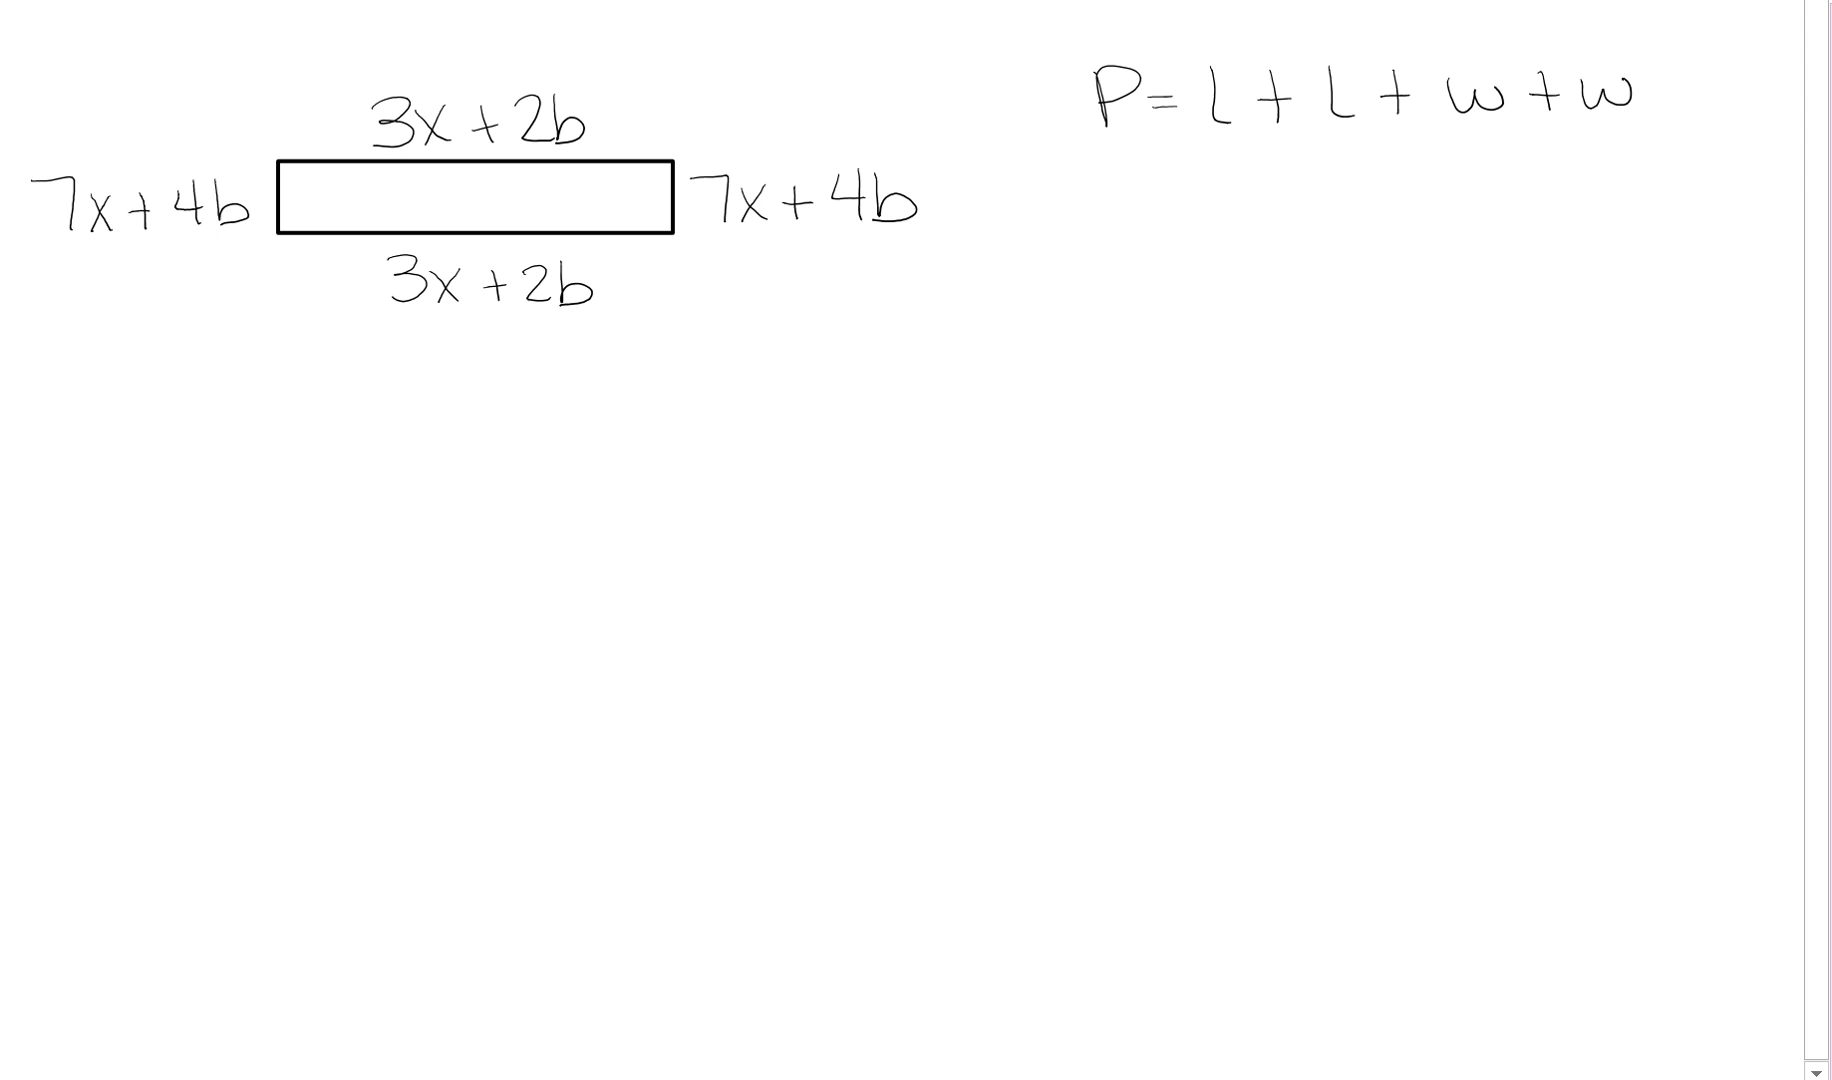 P = L + L + w + w
3x + 2b
7x + 4b 7x + 4b
3x + 2b